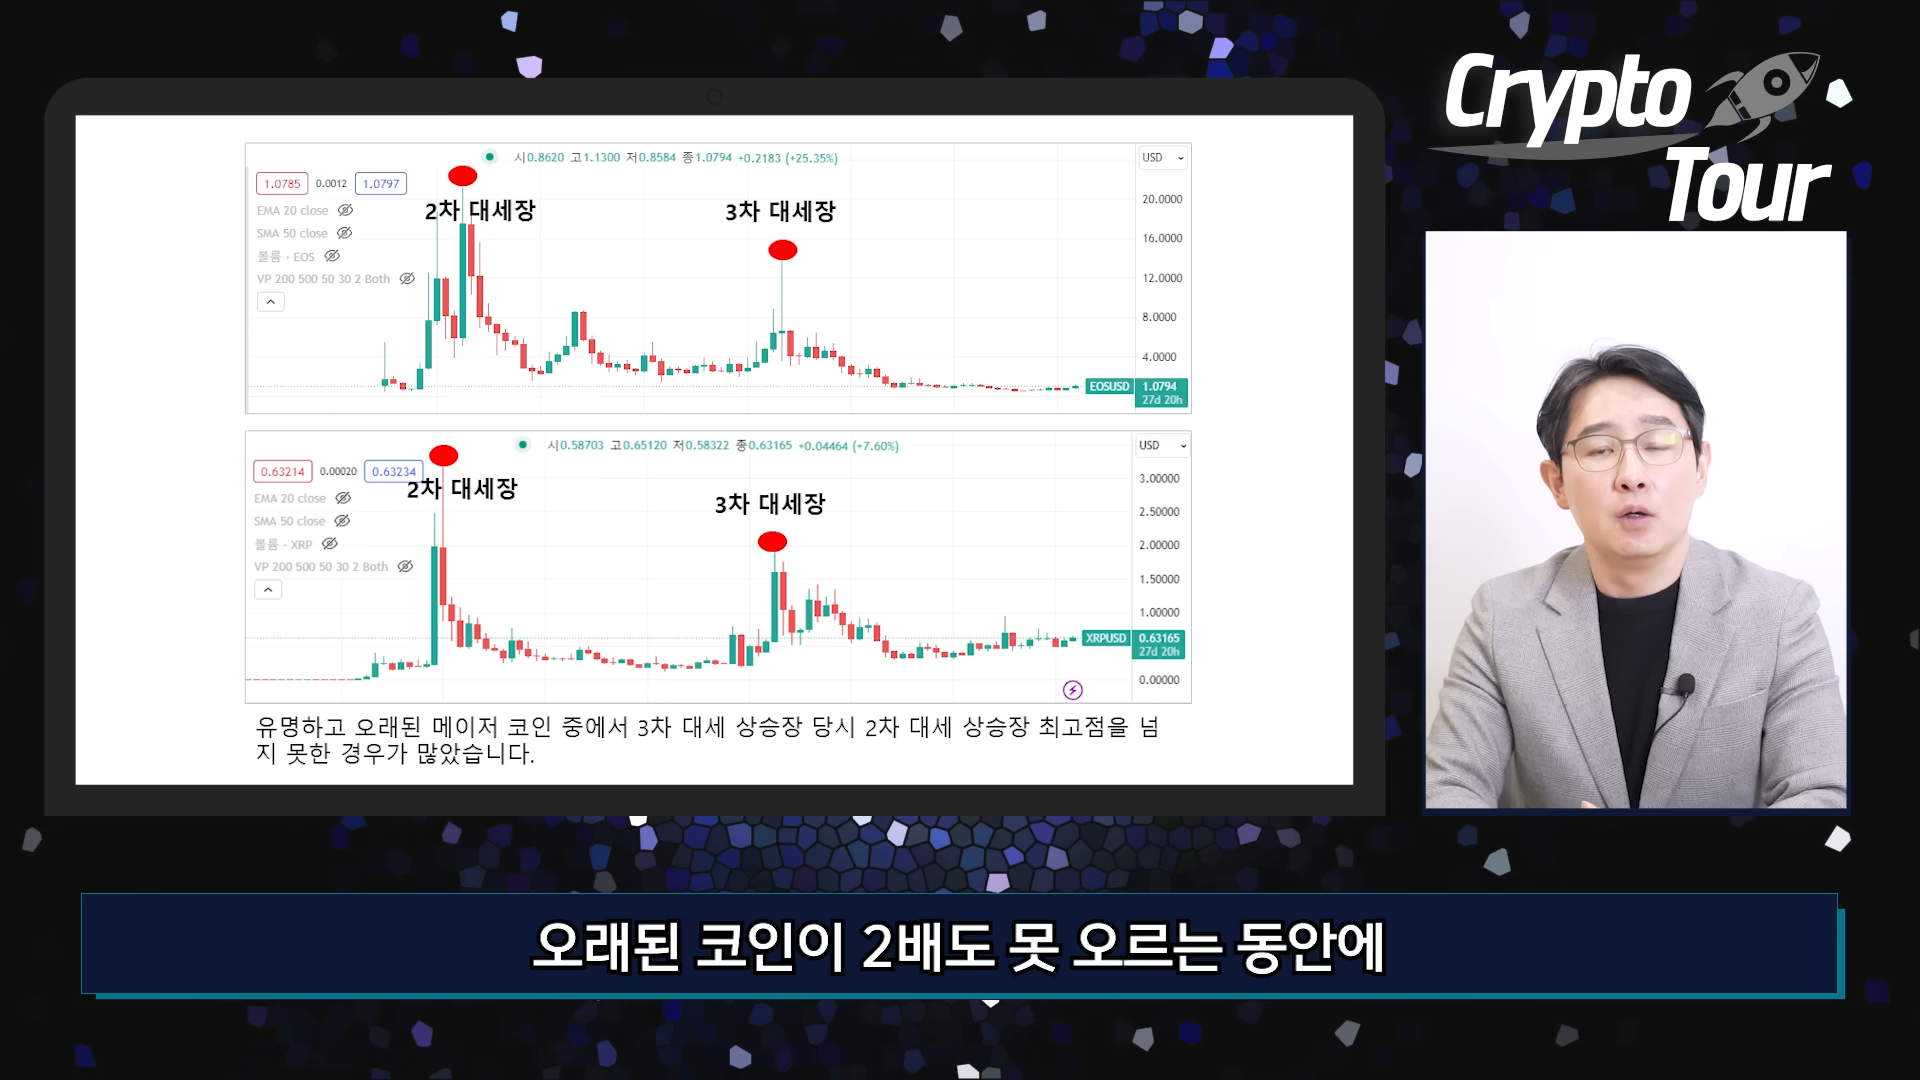 Crypto
Tour
시0.8620 고1.1300 저0.8584 종1.0794 +0.2183 (+25.35%)
USD
1.0785 0.0012 1.0797
EMA 20 close
SMA 50 close
볼륨 · EOS
VP 200 500 50 30 2 Both
2차 대세장
3차 대세장
20.0000
16.0000
12.0000
8.0000
4.0000
EOSUSD 1.0794
27d 20h
시0.58703 고0.65120 저0.58322 종0.63165 +0.04464 (+7.60%)
USD
0.63214 0.00020 0.63234
EMA 20 close
SMA 50 close
볼륨 · XRP
VP 200 500 50 30 2 Both
2차 대세장
3차 대세장
3.00000
2.50000
2.00000
1.50000
1.00000
XRPUSD 0.63165
27d 20h
0.00000
유명하고 오래된 메이저 코인 중에서 3차 대세 상승장 당시 2차 대세 상승장 최고점을 넘
지 못한 경우가 많았습니다.
오래된 코인이 2배도 못 오르는 동안에